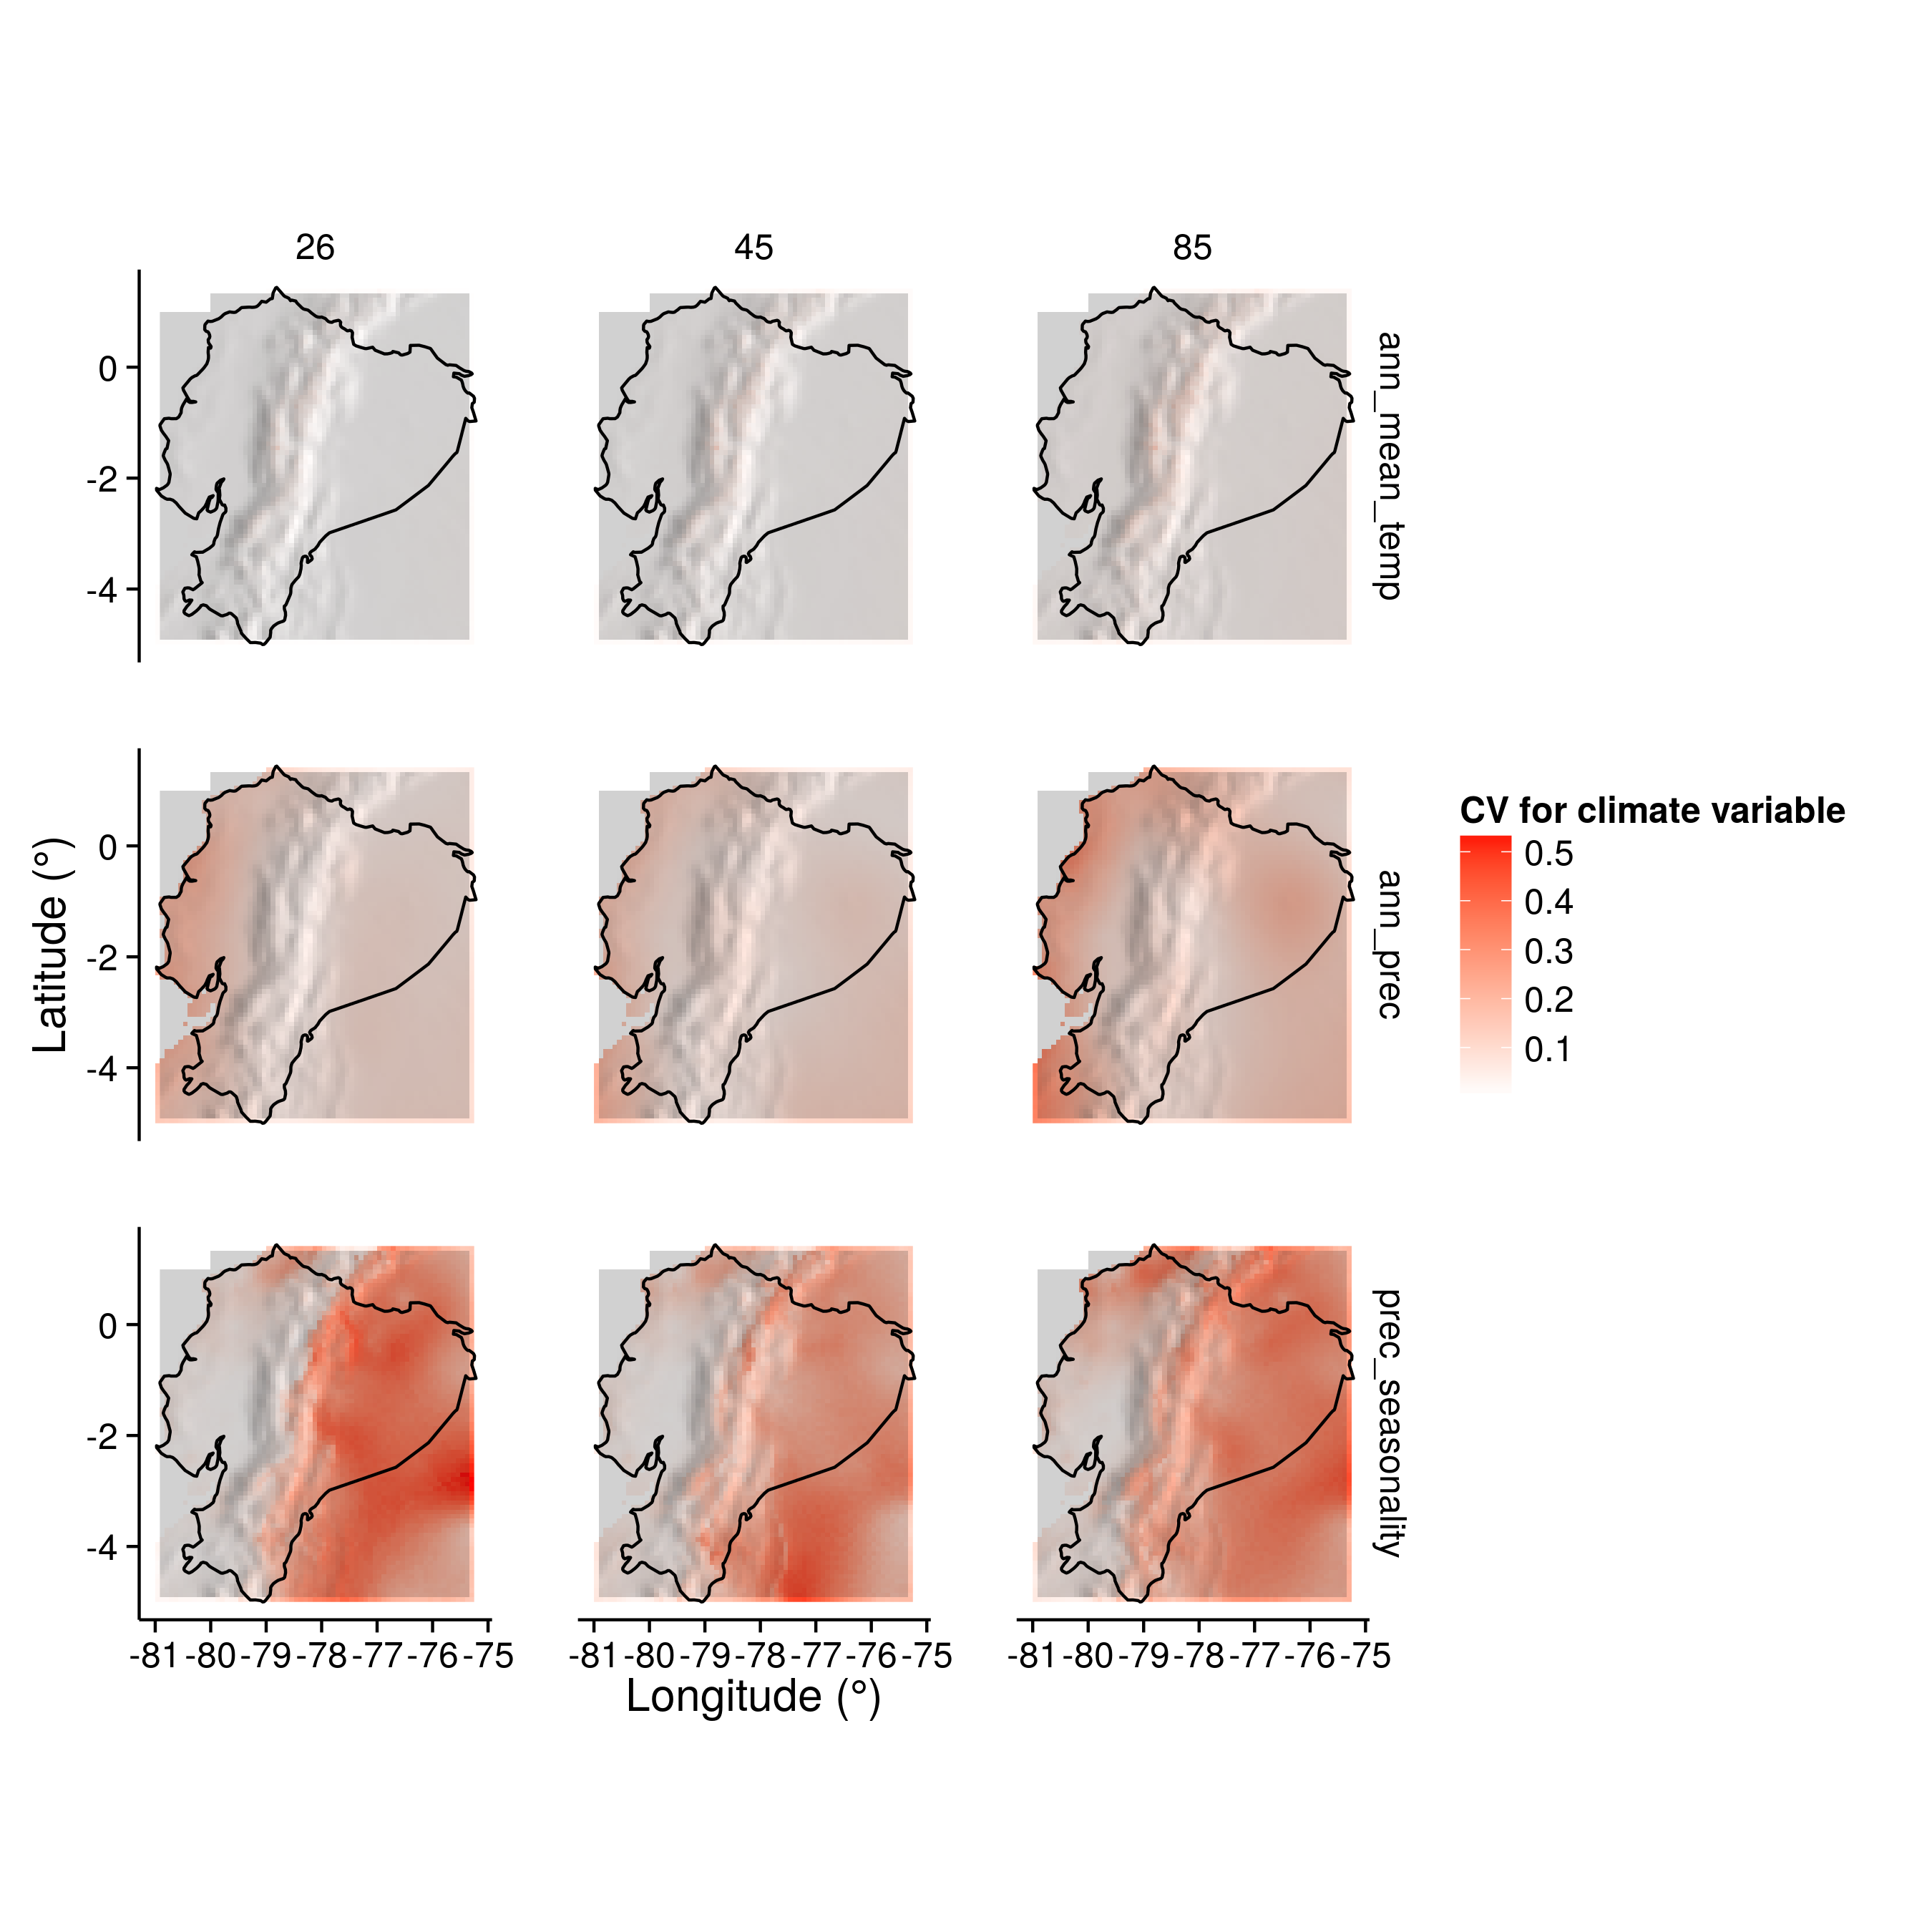 26 45 85
0
-2
-4
ann_mean_temp
0
-2
-4
ann_prec
Latitude (°)
CV for climate variable
0.5
0.4
0.3
0.2
0.1
0
-2
-4
prec_seasonality
-81 -80 -79 -78 -77 -76 -75 -81 -80 -79 -78 -77 -76 -75 -81 -80 -79 -78 -77 -76 -75
Longitude (°)